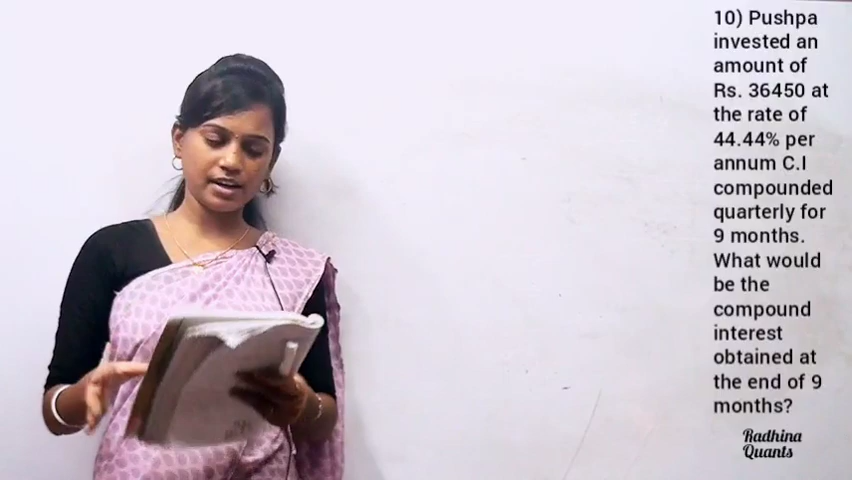 10) Pushpa
invested an
amount of
Rs. 36450 at
the rate of
44.44% per
annum C.I
compounded
quarterly for
9 months.
What would
be the
compound
interest
obtained at
the end of 9
months?
Radhina
Quants